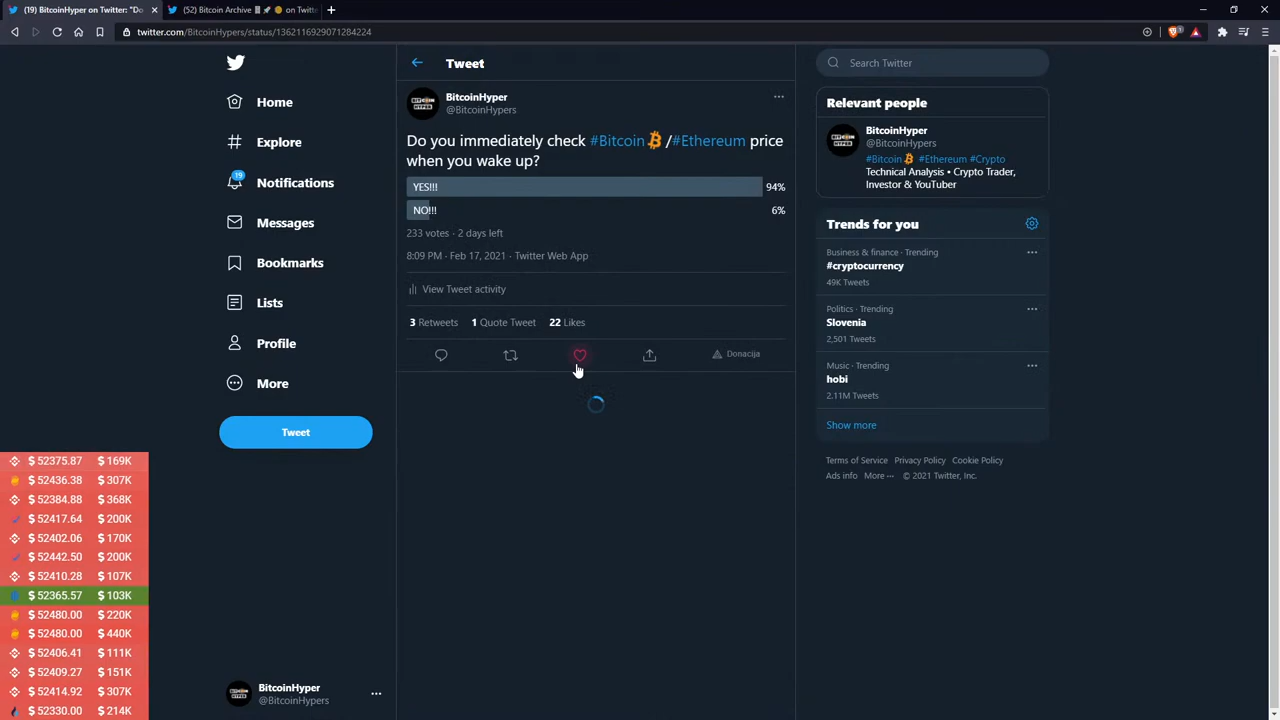 (19) BitcoinHyper on Twitter: "Do
(52) Bitcoin Archive
on Twitt
twitter.com/BitcoinHypers/status/1362116929071284224
1
Home
Explore
19
Notifications
Messages
Bookmarks
Lists
Profile
More
Tweet
BitcoinHyper
@BitcoinHypers
Tweet
BitcoinHyper
@BitcoinHypers
Do you immediately check #Bitcoin /#Ethereum price
when you wake up?
YES!!! 94%
NO!!! 6%
233 votes · 2 days left
8:09 PM · Feb 17, 2021 · Twitter Web App
View Tweet activity
3 Retweets 1 Quote Tweet 22 Likes
Donacija
Search Twitter
Relevant people
BitcoinHyper
@BitcoinHypers
#Bitcoin #Ethereum #Crypto
Technical Analysis • Crypto Trader,
Investor & YouTuber
Trends for you
Business & finance · Trending
#cryptocurrency
49K Tweets
Politics · Trending
Slovenia
2,501 Tweets
Music · Trending
hobi
2.11M Tweets
Show more
Terms of Service Privacy Policy Cookie Policy
Ads info More ··· © 2021 Twitter, Inc.
$ 52375.87 $ 169K
$ 52436.38 $ 307K
$ 52384.88 $ 368K
$ 52417.64 $ 200K
$ 52402.06 $ 170K
$ 52442.50 $ 200K
$ 52410.28 $ 107K
$ 52365.57 $ 103K
$ 52480.00 $ 220K
$ 52480.00 $ 440K
$ 52406.41 $ 111K
$ 52409.27 $ 151K
$ 52414.92 $ 307K
$ 52330.00 $ 214K